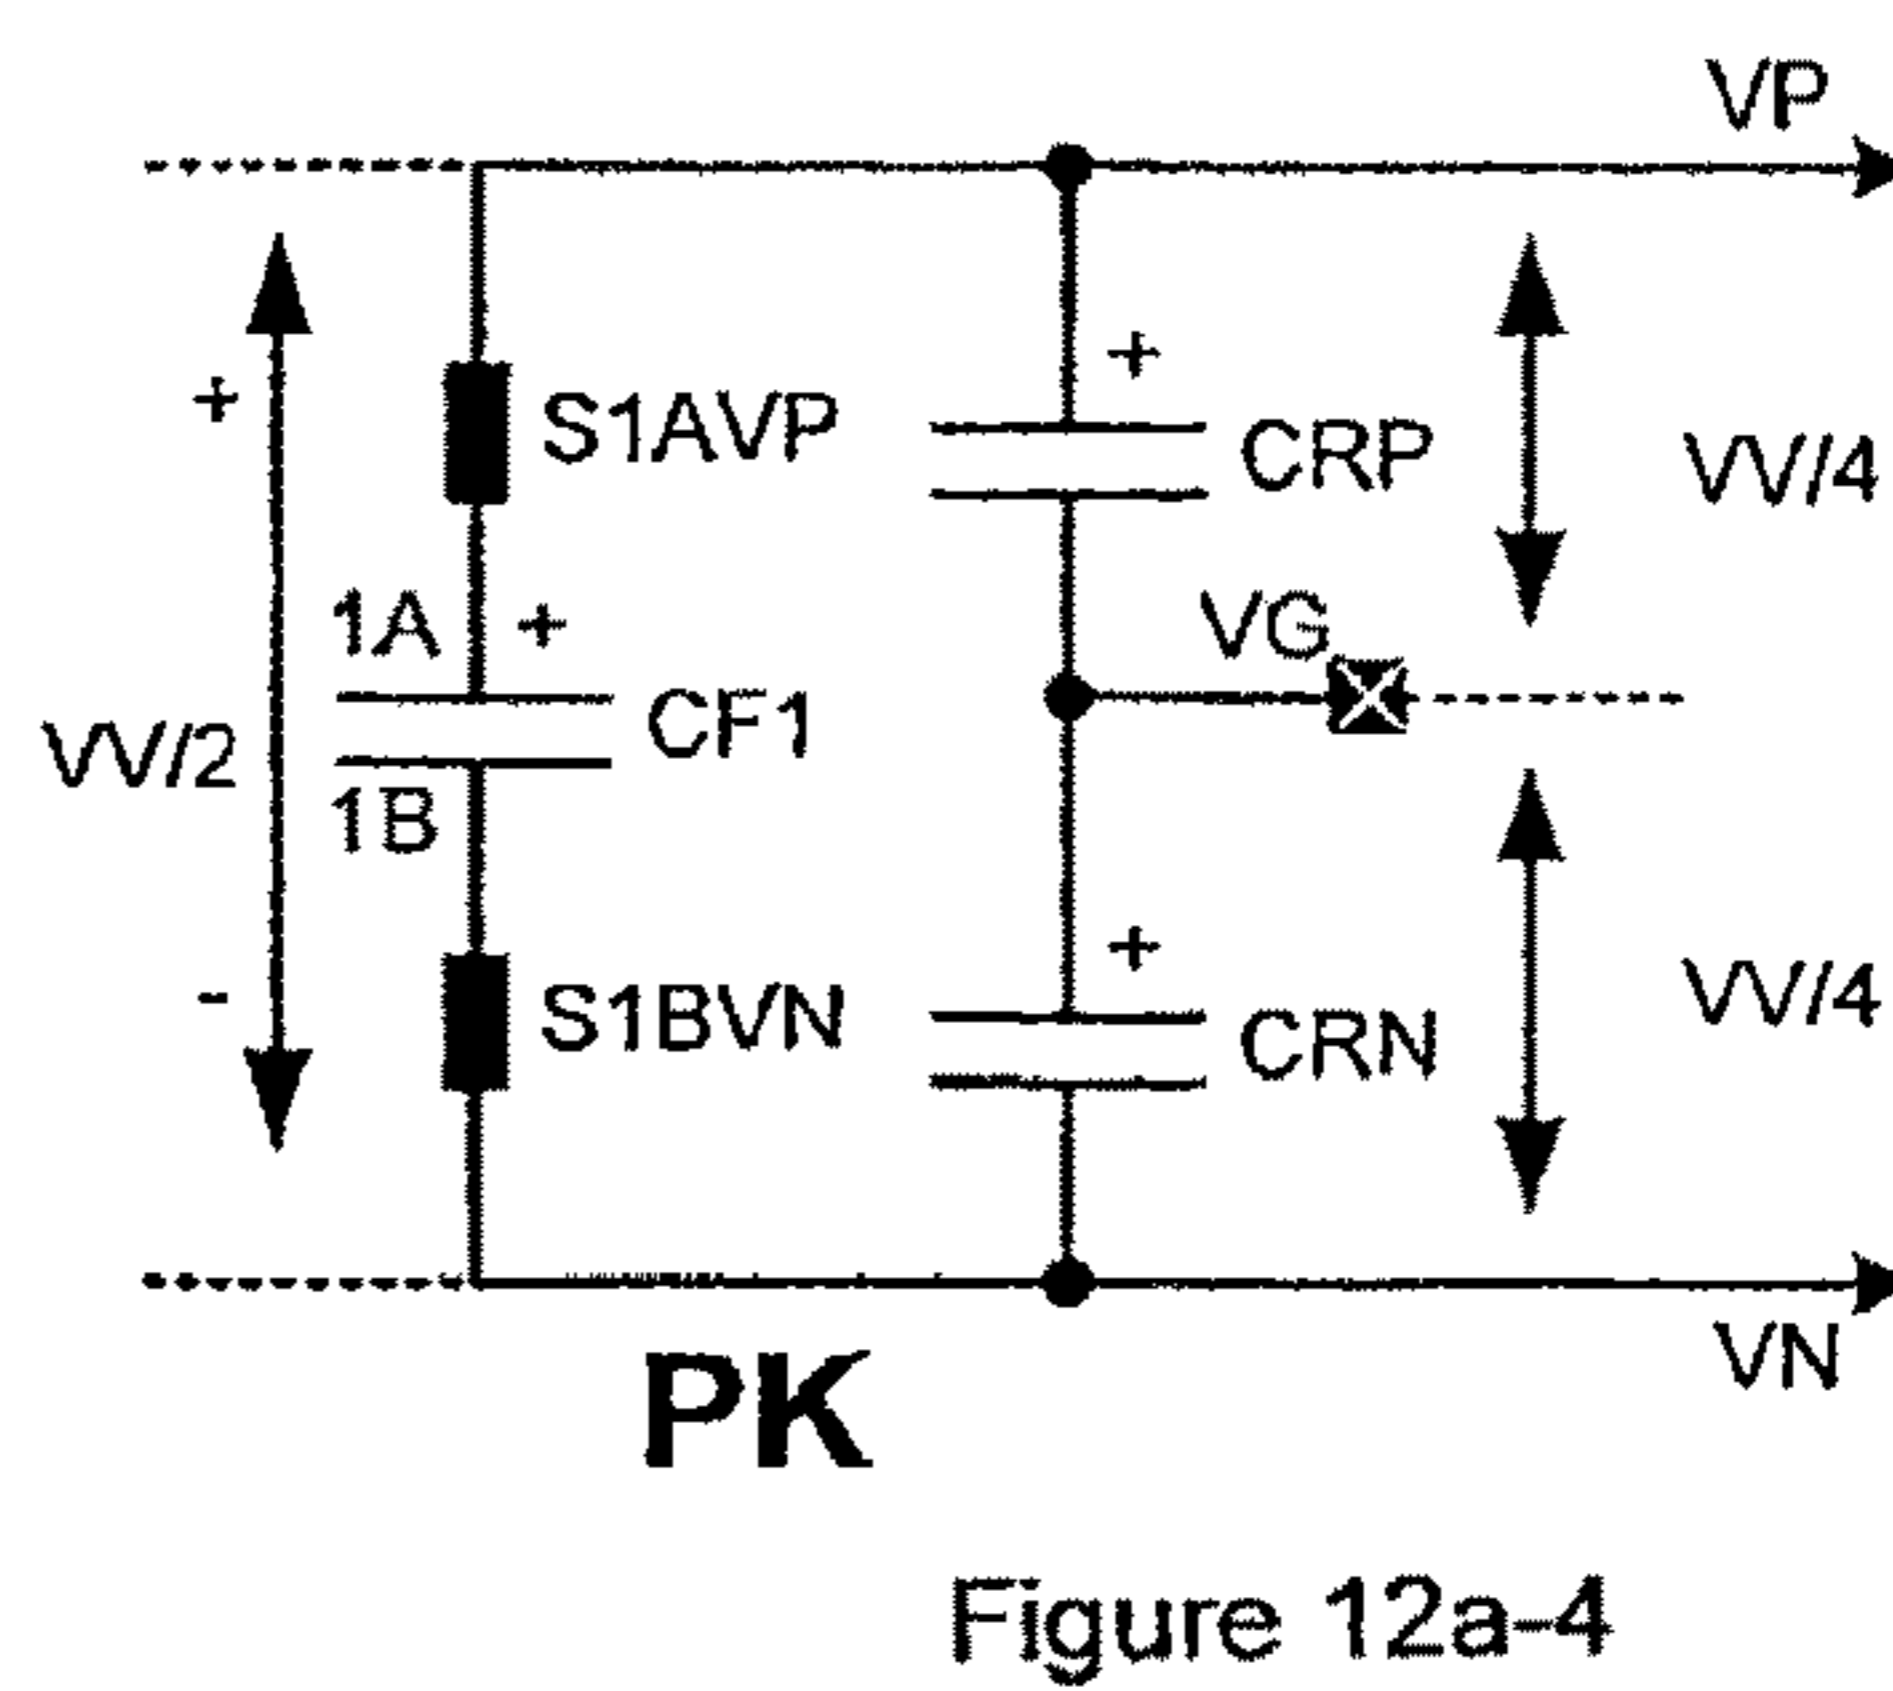 VP
+
S1AVP
+
CRP
VV/4
1A
+
VG
VV/2
CF1
1B
-
S1BVN
+
CRN
VV/4
VN
PK
Figure 12a-4